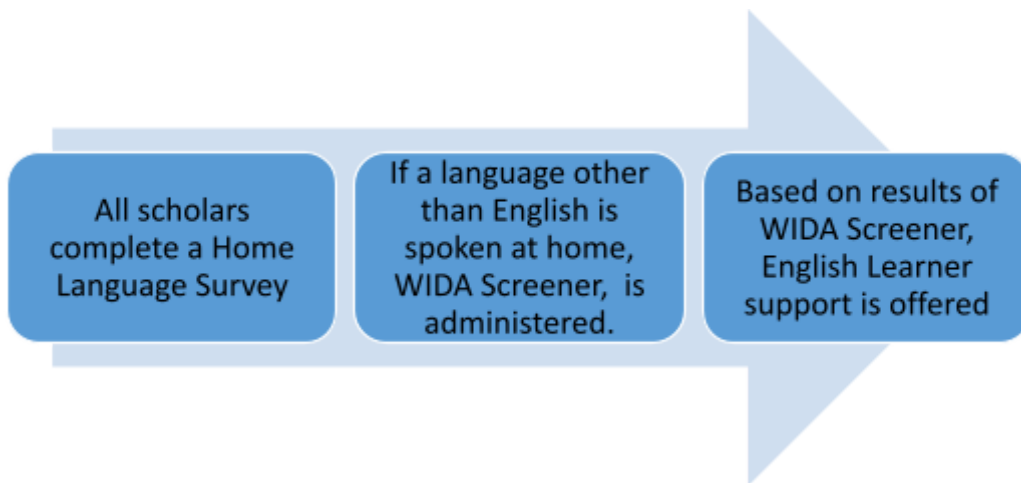 All scholars
complete a Home
Language Survey
If a language other
than English is
spoken at home,
WIDA Screener,  is
administered.
Based on results of
WIDA Screener,
English Learner
support is offered